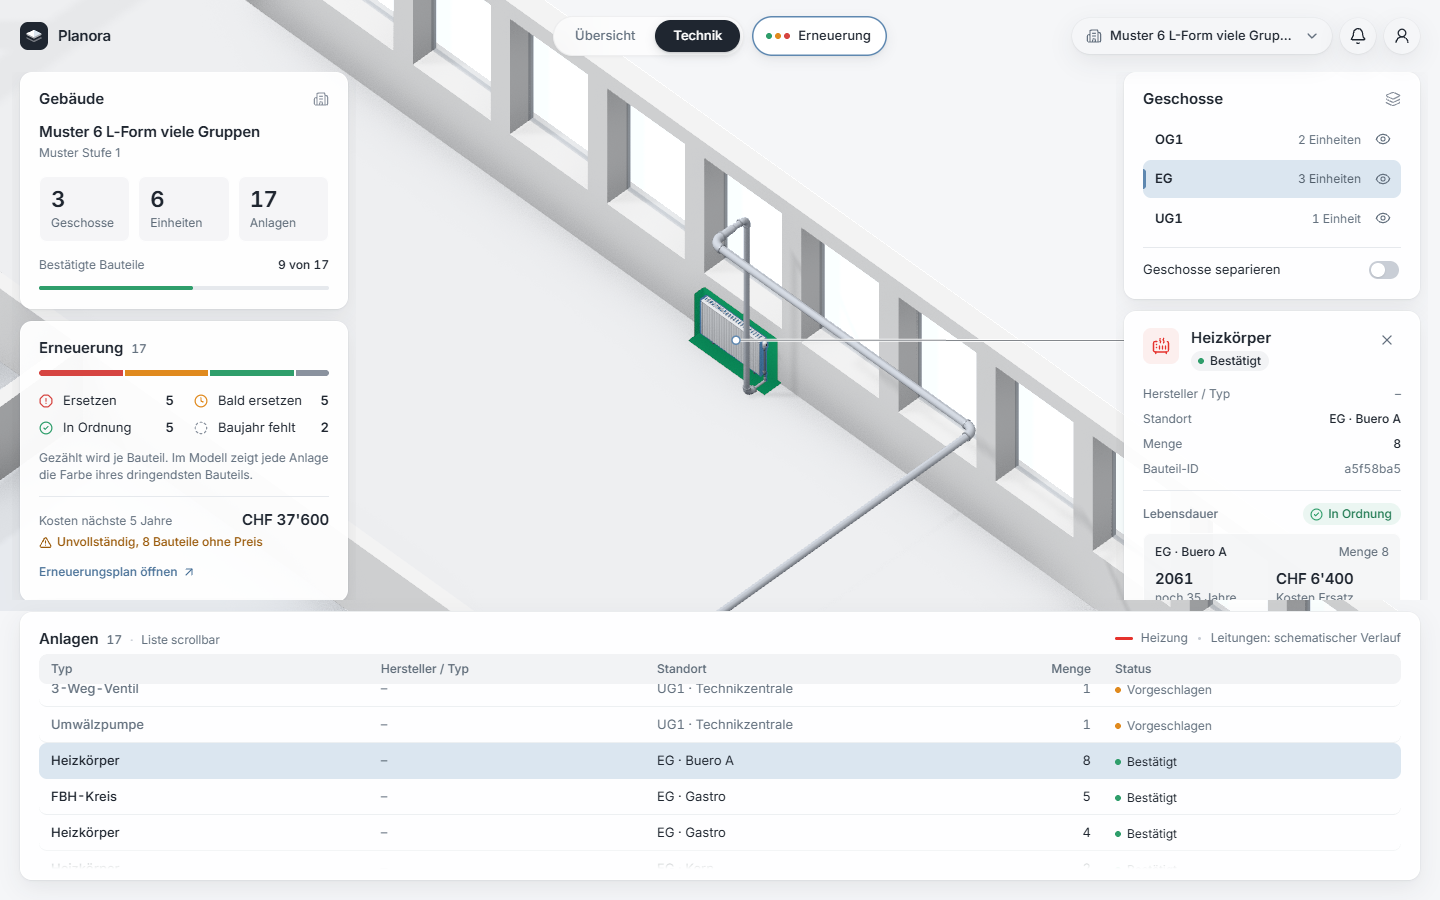 Planora
Übersicht
Technik
Erneuerung
Muster 6 L-Form viele Grup...
Gebäude
Muster 6 L-Form viele Gruppen
Muster Stufe 1
3 6 17
Geschosse Einheiten Anlagen
Bestätigte Bauteile 9 von 17
Erneuerung 17
Ersetzen 5 Bald ersetzen 5
In Ordnung 5 Baujahr fehlt 2
Gezählt wird je Bauteil. Im Modell zeigt jede Anlage
die Farbe ihres dringendsten Bauteils.
Kosten nächste 5 Jahre CHF 37'600
Unvollständig, 8 Bauteile ohne Preis
Erneuerungsplan öffnen
Geschosse
OG1 2 Einheiten
EG 3 Einheiten
UG1 1 Einheit
Geschosse separieren
Heizkörper
Bestätigt
Hersteller / Typ –
Standort EG · Buero A
Menge 8
Bauteil-ID a5f58ba5
Lebensdauer In Ordnung
EG · Buero A Menge 8
2061 CHF 6'400
noch 35 Jahre Kosten Ersatz
Anlagen 17 · Liste scrollbar
Heizung • Leitungen: schematischer Verlauf
Typ Hersteller / Typ Standort Menge Status
3-Weg-Ventil – UG1 · Technikzentrale 1 Vorgeschlagen
Umwälzpumpe – UG1 · Technikzentrale 1 Vorgeschlagen
Heizkörper – EG · Buero A 8 Bestätigt
FBH-Kreis – EG · Gastro 5 Bestätigt
Heizkörper – EG · Gastro 4 Bestätigt